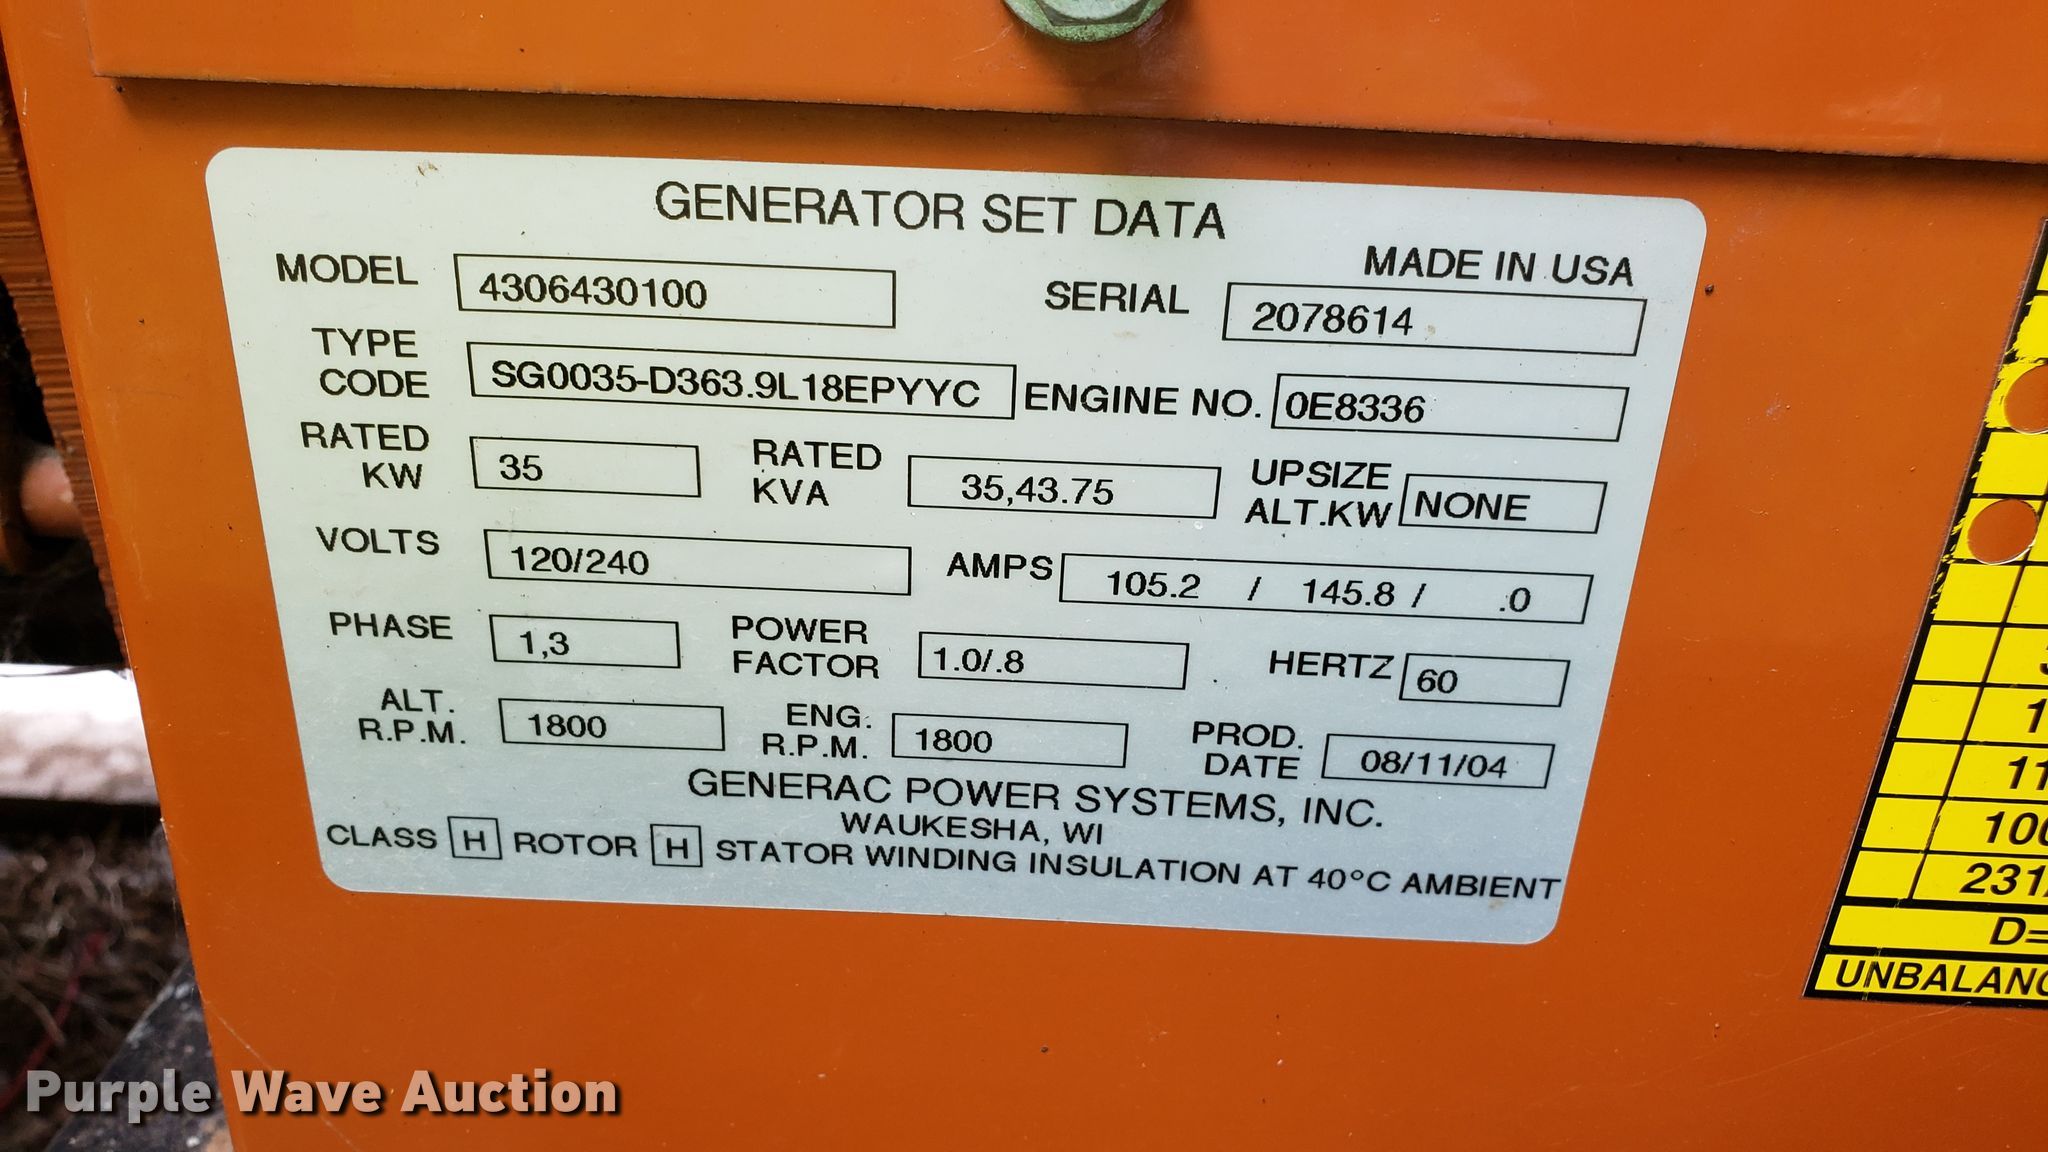 GENERATOR SET DATA
MADE IN USA
MODEL 4306430100 SERIAL 2078614
TYPE CODE SG0035-D363.9L18EPYYC ENGINE NO. 0E8336
RATED KW 35 RATED KVA 35,43.75 UPSIZE ALT.KW NONE
VOLTS 120/240 AMPS 105.2 / 145.8 / .0
PHASE 1,3 POWER FACTOR 1.0/.8 HERTZ 60
ALT. R.P.M. 1800 ENG. R.P.M. 1800 PROD. DATE 08/11/04
GENERAC POWER SYSTEMS, INC.
WAUKESHA, WI
CLASS H ROTOR H STATOR WINDING INSULATION AT 40°C AMBIENT
D=
Purple Wave Auction